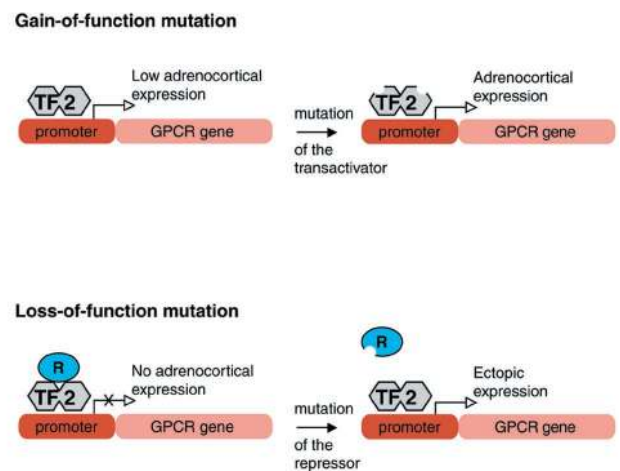 Gain-of-function mutation
TF 2
Low adrenocortical
expression
promoter
GPCR gene
mutation
of the
transactivator
TF 2
Adrenocortical
expression
promoter
GPCR gene
Loss-of-function mutation
R
TF 2
No adrenocortical
expression
promoter
GPCR gene
mutation
of the
repressor
R
TF 2
Ectopic
expression
promoter
GPCR gene